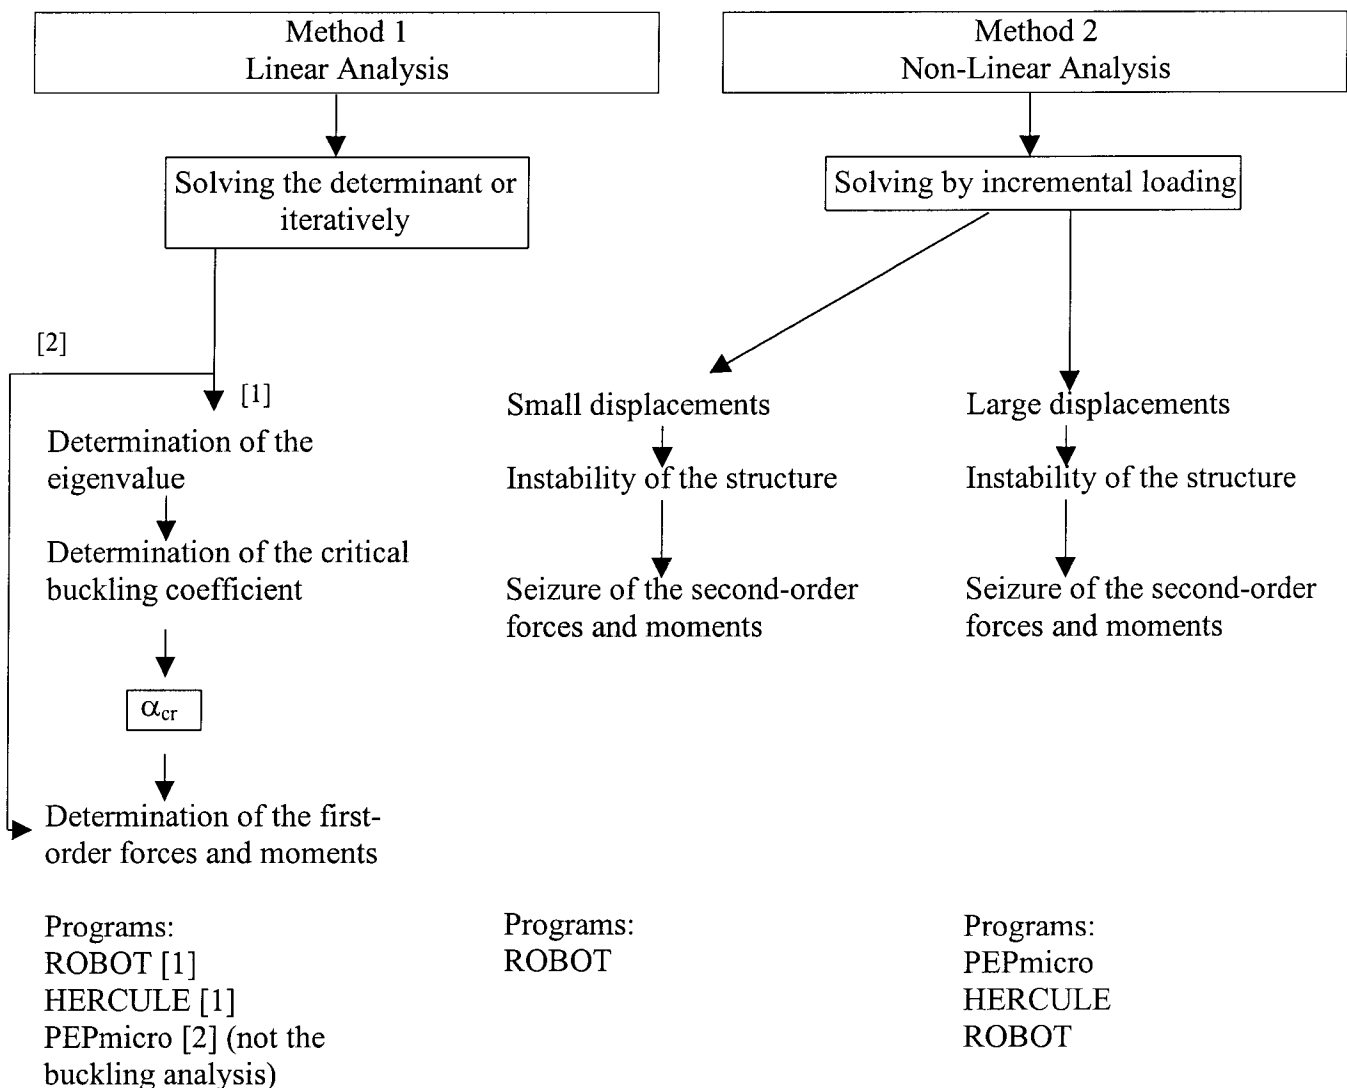 Method 1
Linear Analysis
Method 2
Non-Linear Analysis
Solving the determinant or
iteratively
Solving by incremental loading
[2]
[1]
Determination of the
eigenvalue
Determination of the critical
buckling coefficient
αcr
Determination of the first-
order forces and moments
Programs:
ROBOT [1]
HERCULE [1]
PEPmicro [2] (not the
buckling analysis)
Small displacements
Instability of the structure
Seizure of the second-order
forces and moments
Programs:
ROBOT
Large displacements
Instability of the structure
Seizure of the second-order
forces and moments
Programs:
PEPmicro
HERCULE
ROBOT